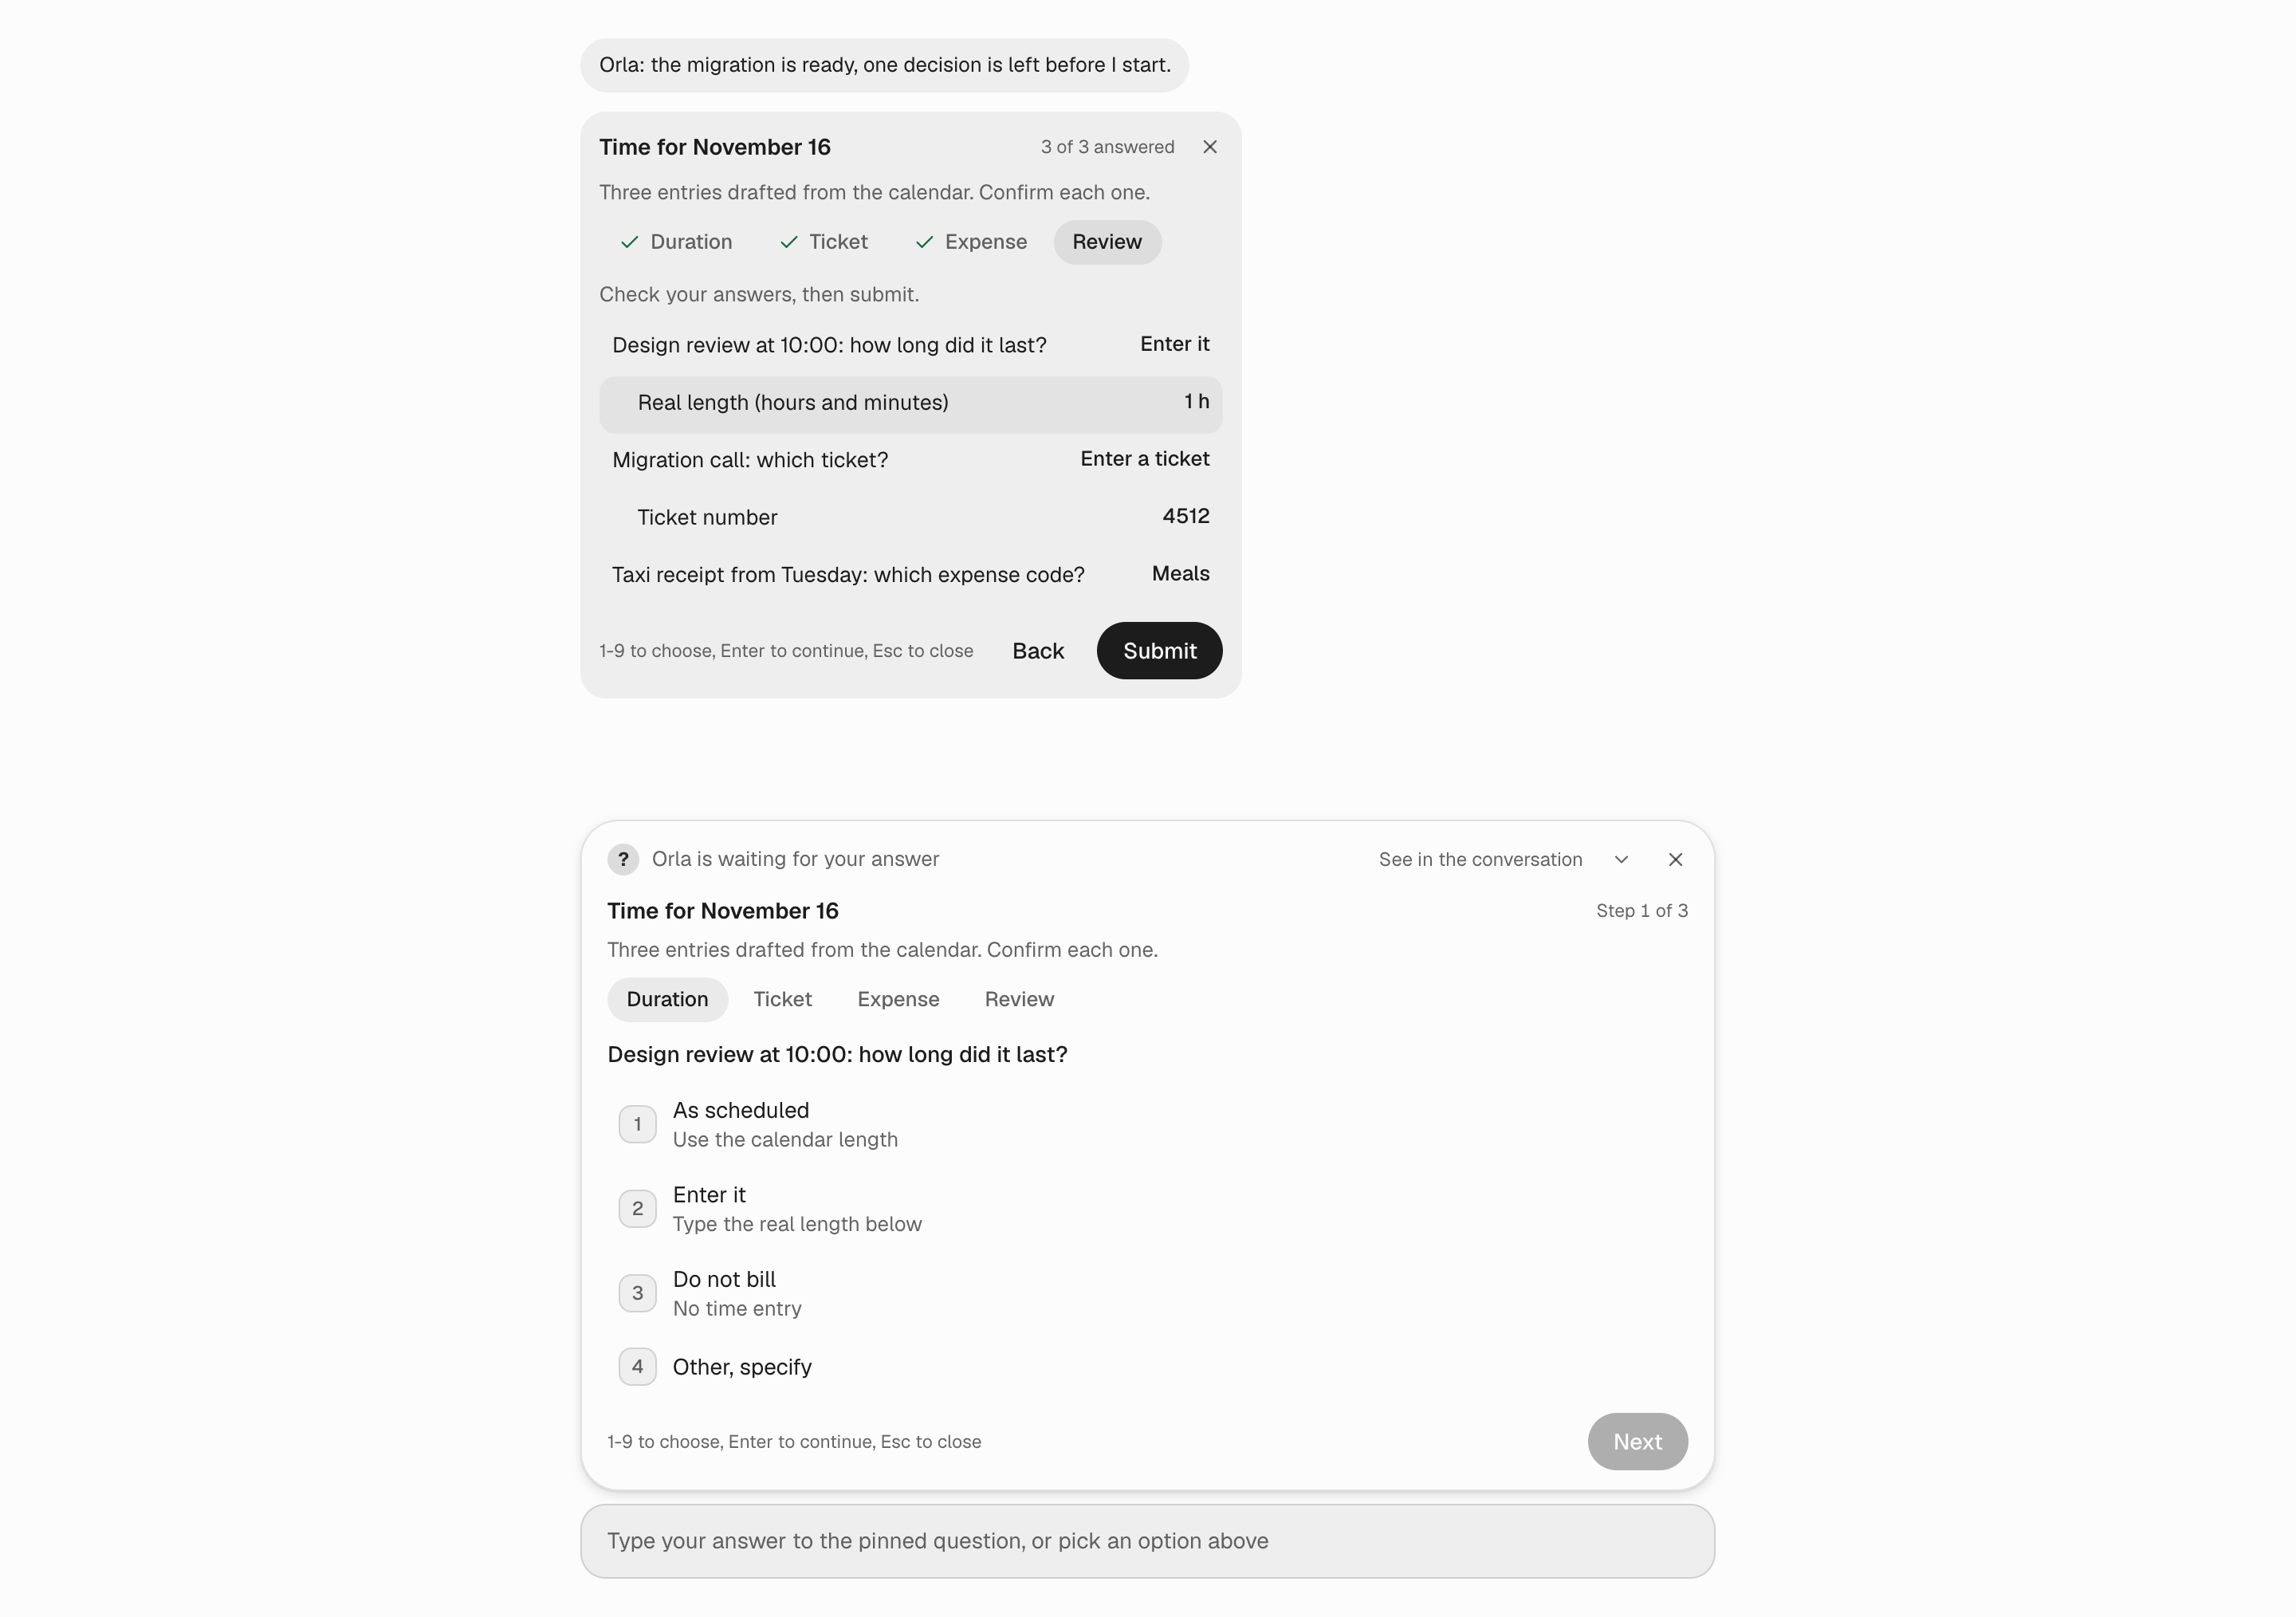 Orla: the migration is ready, one decision is left before I start.
Time for November 16
3 of 3 answered
Three entries drafted from the calendar. Confirm each one.
Duration Ticket Expense Review
Check your answers, then submit.
Design review at 10:00: how long did it last? Enter it
Real length (hours and minutes) 1 h
Migration call: which ticket? Enter a ticket
Ticket number 4512
Taxi receipt from Tuesday: which expense code? Meals
1-9 to choose, Enter to continue, Esc to close Back Submit
? Orla is waiting for your answer See in the conversation
Time for November 16 Step 1 of 3
Three entries drafted from the calendar. Confirm each one.
Duration Ticket Expense Review
Design review at 10:00: how long did it last?
1 As scheduled
Use the calendar length
2 Enter it
Type the real length below
3 Do not bill
No time entry
4 Other, specify
1-9 to choose, Enter to continue, Esc to close Next
Type your answer to the pinned question, or pick an option above